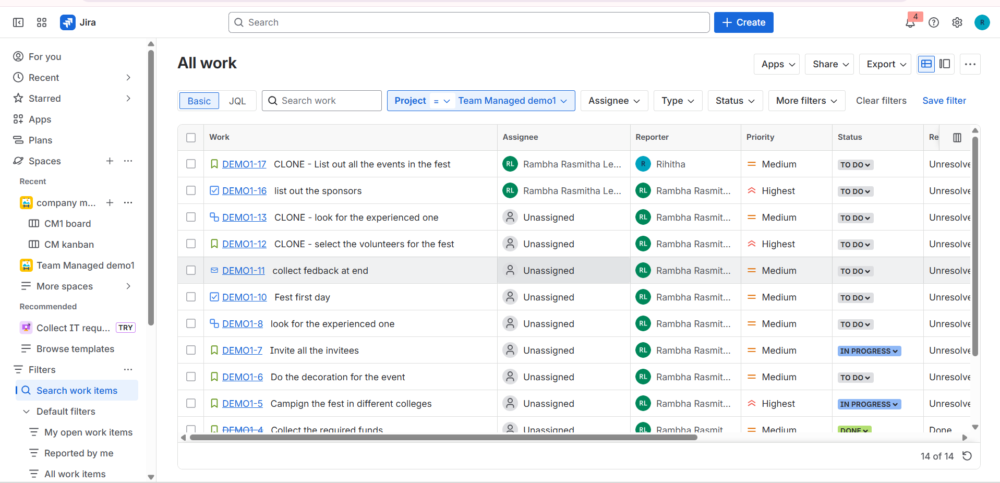 Jira
Search
Create
4
R
For you
Recent
Starred
Apps
Plans
Spaces
Recent
company m...
CM1 board
CM kanban
Team Managed demo1
More spaces
Recommended
Collect IT requ... TRY
Browse templates
Filters
Search work items
Default filters
My open work items
Reported by me
All work items
All work
Apps Share Export
Basic JQL Search work Project = Team Managed demo1 Assignee Type Status More filters Clear filters Save filter
Work Assignee Reporter Priority Status Re
DEMO1-17 CLONE - List out all the events in the fest RL Rambha Rasmitha Le... R Rihitha Medium TO DO Unresolve
DEMO1-16 list out the sponsors RL Rambha Rasmitha Le... RL Rambha Rasmit... Highest TO DO Unresolve
DEMO1-13 CLONE - look for the experienced one Unassigned RL Rambha Rasmit... Medium TO DO Unresolve
DEMO1-12 CLONE - select the volunteers for the fest Unassigned RL Rambha Rasmit... Highest TO DO Unresolve
DEMO1-11 collect fedback at end Unassigned RL Rambha Rasmit... Medium TO DO Unresolve
DEMO1-10 Fest first day Unassigned RL Rambha Rasmit... Medium TO DO Unresolve
DEMO1-8 look for the experienced one Unassigned RL Rambha Rasmit... Medium TO DO Unresolve
DEMO1-7 Invite all the invitees Unassigned RL Rambha Rasmit... Medium IN PROGRESS Unresolve
DEMO1-6 Do the decoration for the event Unassigned RL Rambha Rasmit... Medium TO DO Unresolve
DEMO1-5 Campign the fest in different colleges Unassigned RL Rambha Rasmit... Highest IN PROGRESS Unresolve
DEMO1-4 Collect the required funds Unassigned RL Rambha Rasmit Medium DONE Done
14 of 14